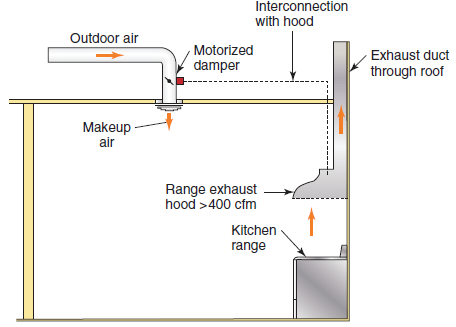 Interconnection
with hood
Outdoor air
Motorized
damper
Exhaust duct
through roof
Makeup
air
Range exhaust
hood >400 cfm
Kitchen
range